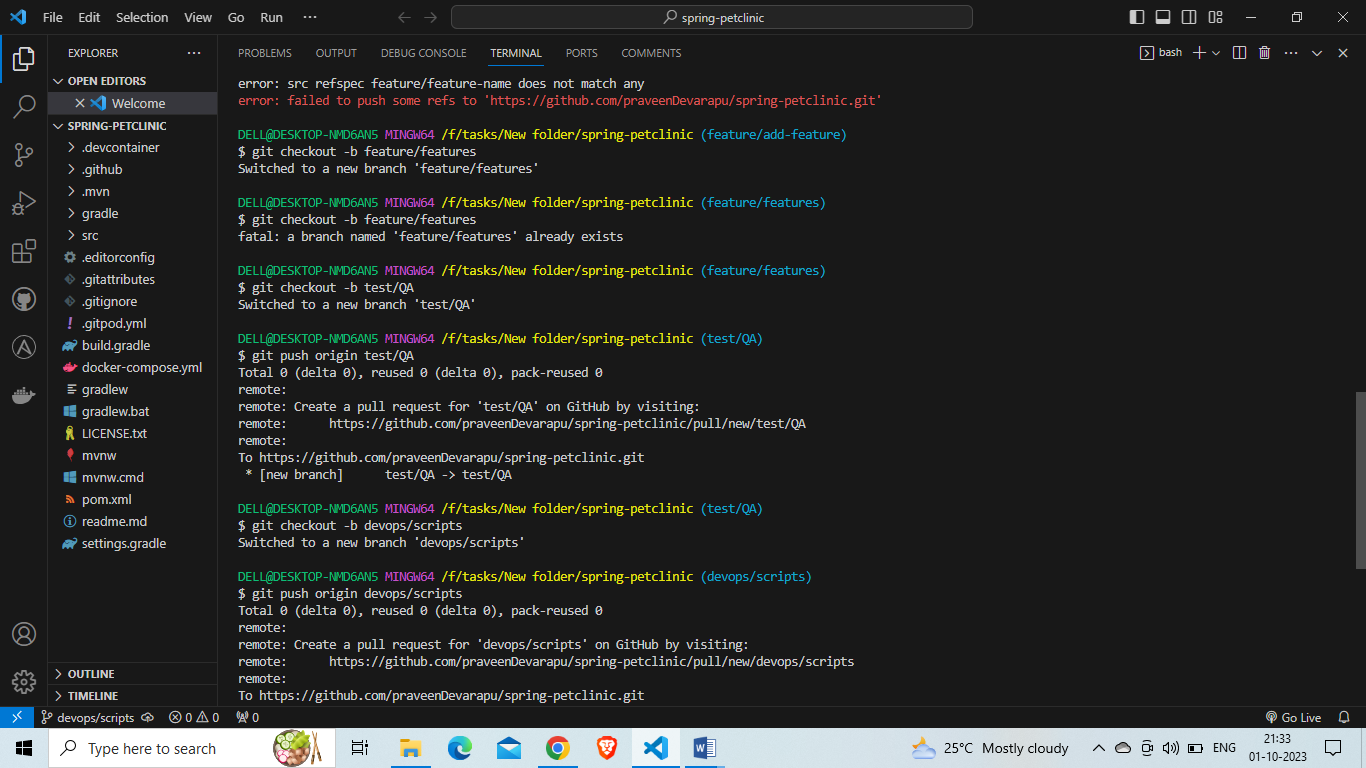 File Edit Selection View Go Run ··· spring-petclinic
EXPLORER ···
OPEN EDITORS
Welcome
SPRING-PETCLINIC
.devcontainer
.github
.mvn
gradle
src
.editorconfig
.gitattributes
.gitignore
.gitpod.yml
build.gradle
docker-compose.yml
gradlew
gradlew.bat
LICENSE.txt
mvnw
mvnw.cmd
pom.xml
readme.md
settings.gradle
OUTLINE
TIMELINE
PROBLEMS OUTPUT DEBUG CONSOLE TERMINAL PORTS COMMENTS bash
error: src refspec feature/feature-name does not match any
error: failed to push some refs to 'https://github.com/praveenDevarapu/spring-petclinic.git'
DELL@DESKTOP-NMD6AN5 MINGW64 /f/tasks/New folder/spring-petclinic (feature/add-feature)
$ git checkout -b feature/features
Switched to a new branch 'feature/features'
DELL@DESKTOP-NMD6AN5 MINGW64 /f/tasks/New folder/spring-petclinic (feature/features)
$ git checkout -b feature/features
fatal: a branch named 'feature/features' already exists
DELL@DESKTOP-NMD6AN5 MINGW64 /f/tasks/New folder/spring-petclinic (feature/features)
$ git checkout -b test/QA
Switched to a new branch 'test/QA'
DELL@DESKTOP-NMD6AN5 MINGW64 /f/tasks/New folder/spring-petclinic (test/QA)
$ git push origin test/QA
Total 0 (delta 0), reused 0 (delta 0), pack-reused 0
remote:
remote: Create a pull request for 'test/QA' on GitHub by visiting:
remote:      https://github.com/praveenDevarapu/spring-petclinic/pull/new/test/QA
remote:
To https://github.com/praveenDevarapu/spring-petclinic.git
 * [new branch]      test/QA -> test/QA
DELL@DESKTOP-NMD6AN5 MINGW64 /f/tasks/New folder/spring-petclinic (test/QA)
$ git checkout -b devops/scripts
Switched to a new branch 'devops/scripts'
DELL@DESKTOP-NMD6AN5 MINGW64 /f/tasks/New folder/spring-petclinic (devops/scripts)
$ git push origin devops/scripts
Total 0 (delta 0), reused 0 (delta 0), pack-reused 0
remote:
remote: Create a pull request for 'devops/scripts' on GitHub by visiting:
remote:      https://github.com/praveenDevarapu/spring-petclinic/pull/new/devops/scripts
remote:
To https://github.com/praveenDevarapu/spring-petclinic.git
devops/scripts 0 0 0 Go Live
Type here to search 25°C Mostly cloudy ENG 21:33
01-10-2023